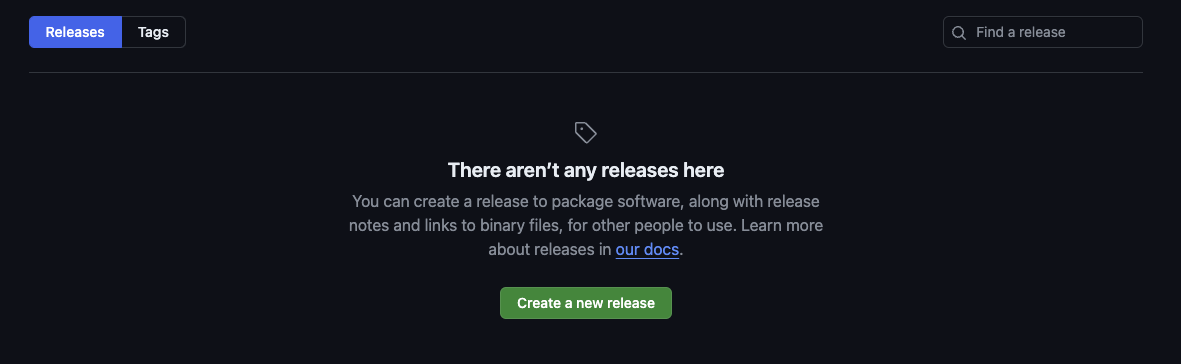 Releases
Tags
Find a release
There aren’t any releases here
You can create a release to package software, along with release
notes and links to binary files, for other people to use. Learn more
about releases in our docs.
Create a new release